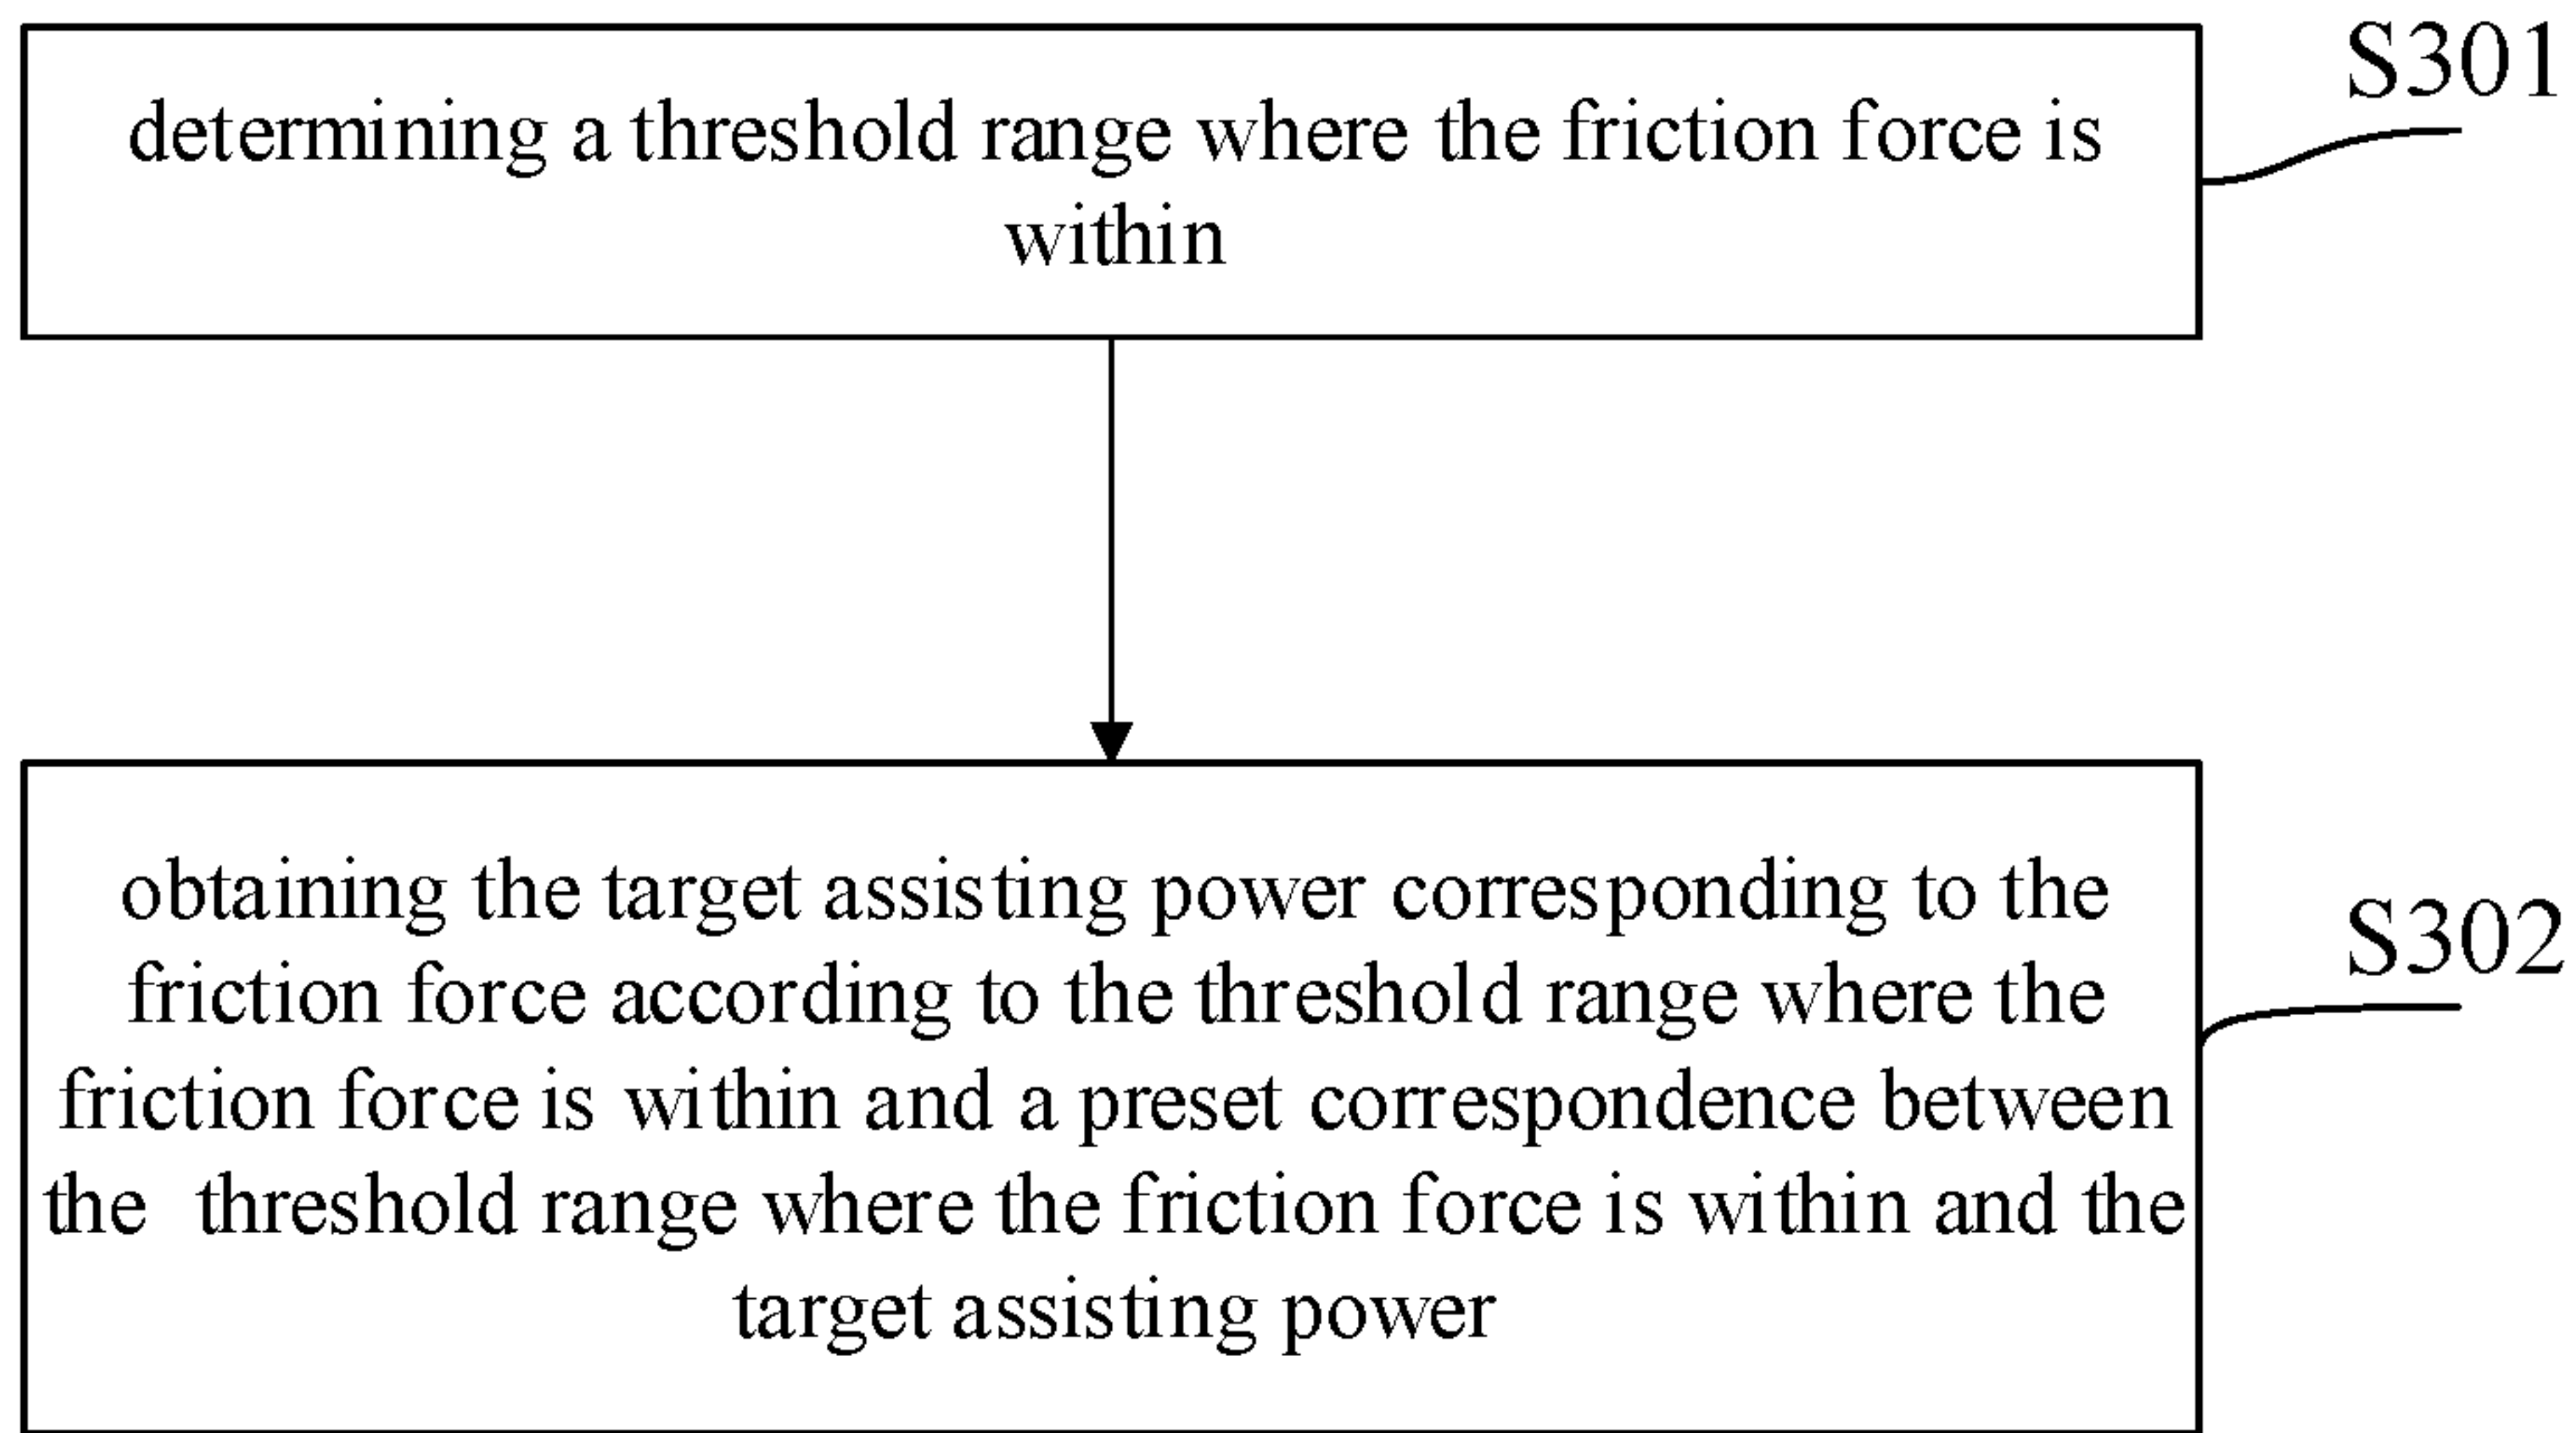 S301
determining a threshold range where the friction force is
within
obtaining the target assisting power corresponding to the
friction force according to the threshold range where the
friction force is within and a preset correspondence between
the threshold range where the friction force is within and the
target assisting power
S302